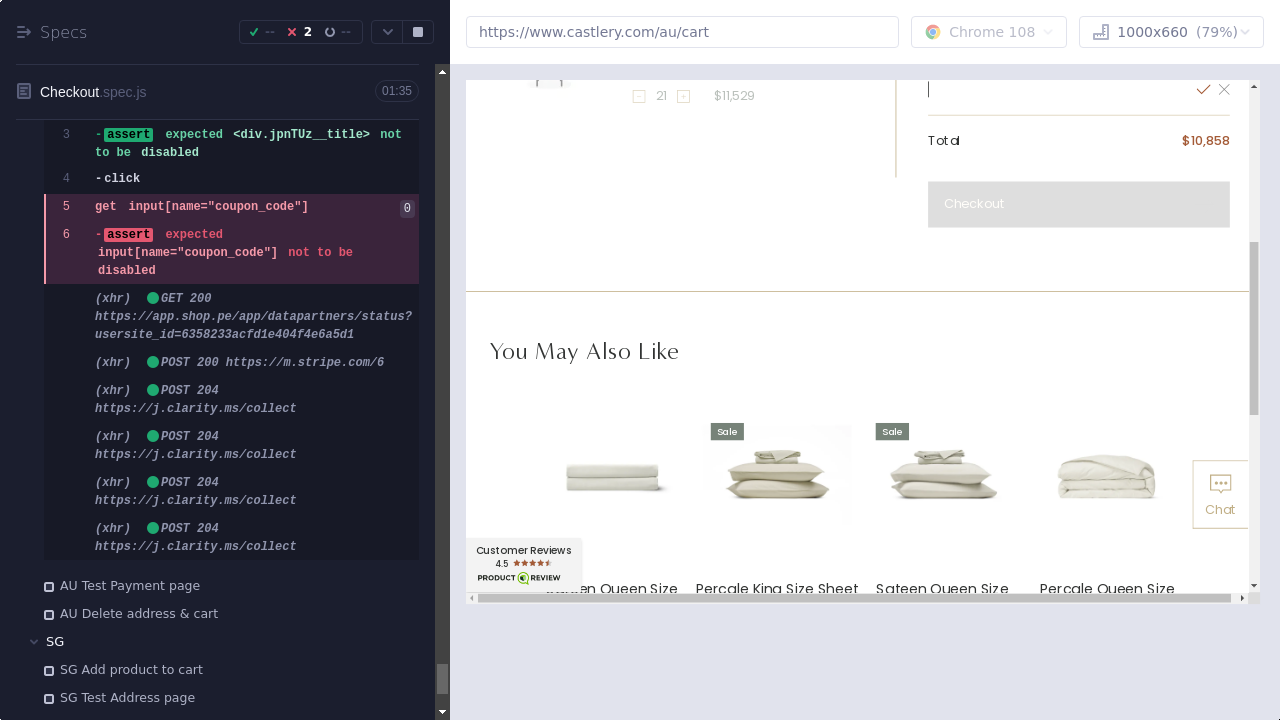 Specs
--
2
--
https://www.castlery.com/au/cart
Chrome 108
1000x660 (79%)
Checkout.spec.js
01:35
3 -assert expected <div.jpnTUz__title> not
to be disabled
4 -click
5 get input[name="coupon_code"] 0
6 -assert expected
input[name="coupon_code"] not to be
disabled
(xhr) GET 200
https://app.shop.pe/app/datapartners/status?
usersite_id=6358233acfd1e404f4e6a5d1
(xhr) POST 200 https://m.stripe.com/6
(xhr) POST 204
https://j.clarity.ms/collect
(xhr) POST 204
https://j.clarity.ms/collect
(xhr) POST 204
https://j.clarity.ms/collect
(xhr) POST 204
https://j.clarity.ms/collect
AU Test Payment page
AU Delete address & cart
SG
SG Add product to cart
SG Test Address page
21
$11,529
Total
$10,858
Checkout
You May Also Like
Sale
Sale
Chat
Customer Reviews
4.5
PRODUCT REVIEW
Queen Size
Percale King Size Sheet
Sateen Queen Size
Percale Queen Size